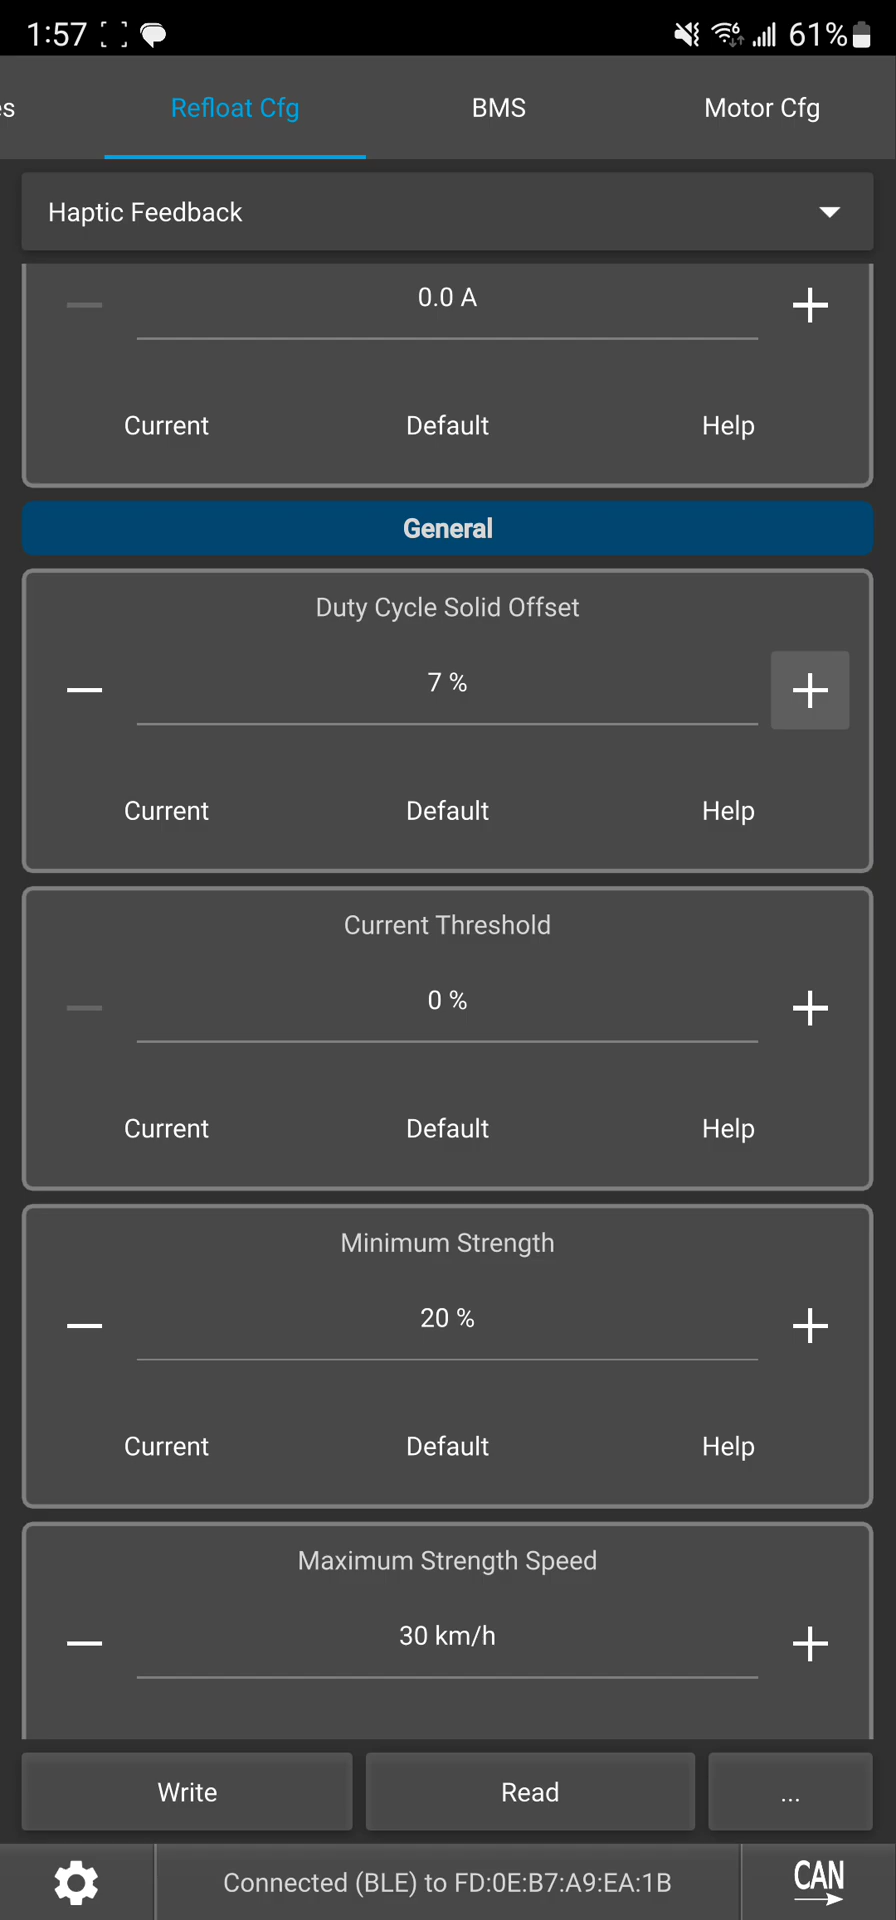 1:57 61%
es Refloat Cfg BMS Motor Cfg
Haptic Feedback
0.0 A
Current Default Help
General
Duty Cycle Solid Offset
7 %
Current Default Help
Current Threshold
0 %
Current Default Help
Minimum Strength
20 %
Current Default Help
Maximum Strength Speed
30 km/h
Write Read ...
Connected (BLE) to FD:0E:B7:A9:EA:1B CAN